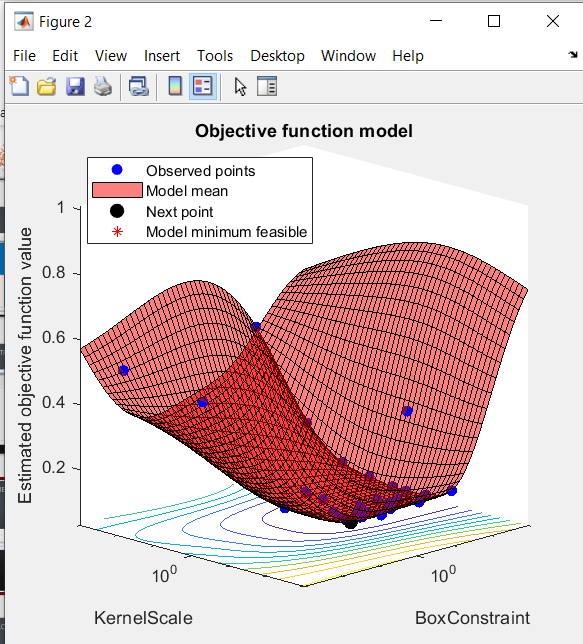 Figure 2
File Edit View Insert Tools Desktop Window Help
Objective function model
Observed points
Model mean
Next point
Model minimum feasible
Estimated objective function value
1
0.8
0.6
0.4
0.2
10⁰
10⁰
KernelScale
BoxConstraint